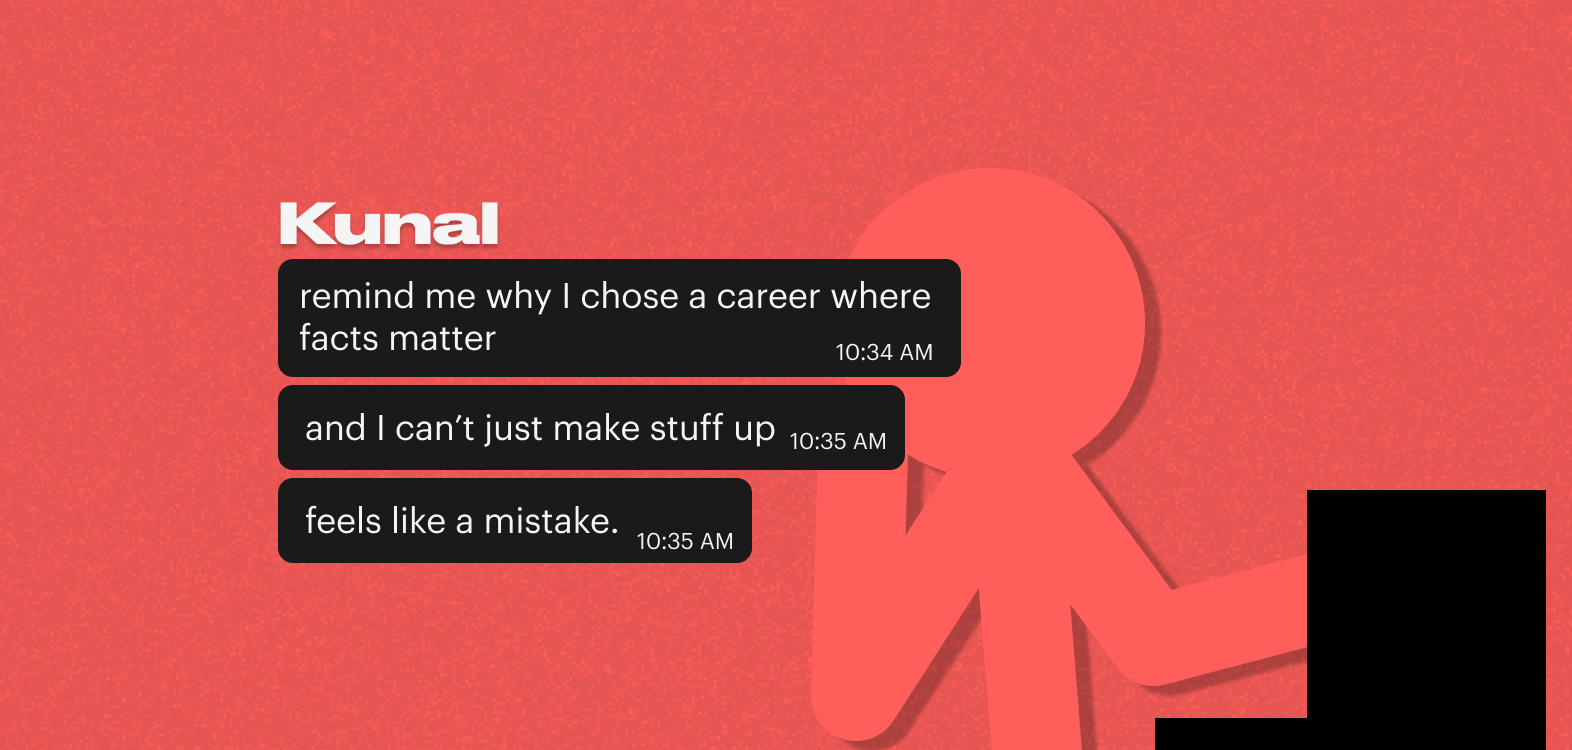 Kunal
remind me why I chose a career where
facts matter
10:34 AM
and I can’t just make stuff up 10:35 AM
feels like a mistake. 10:35 AM